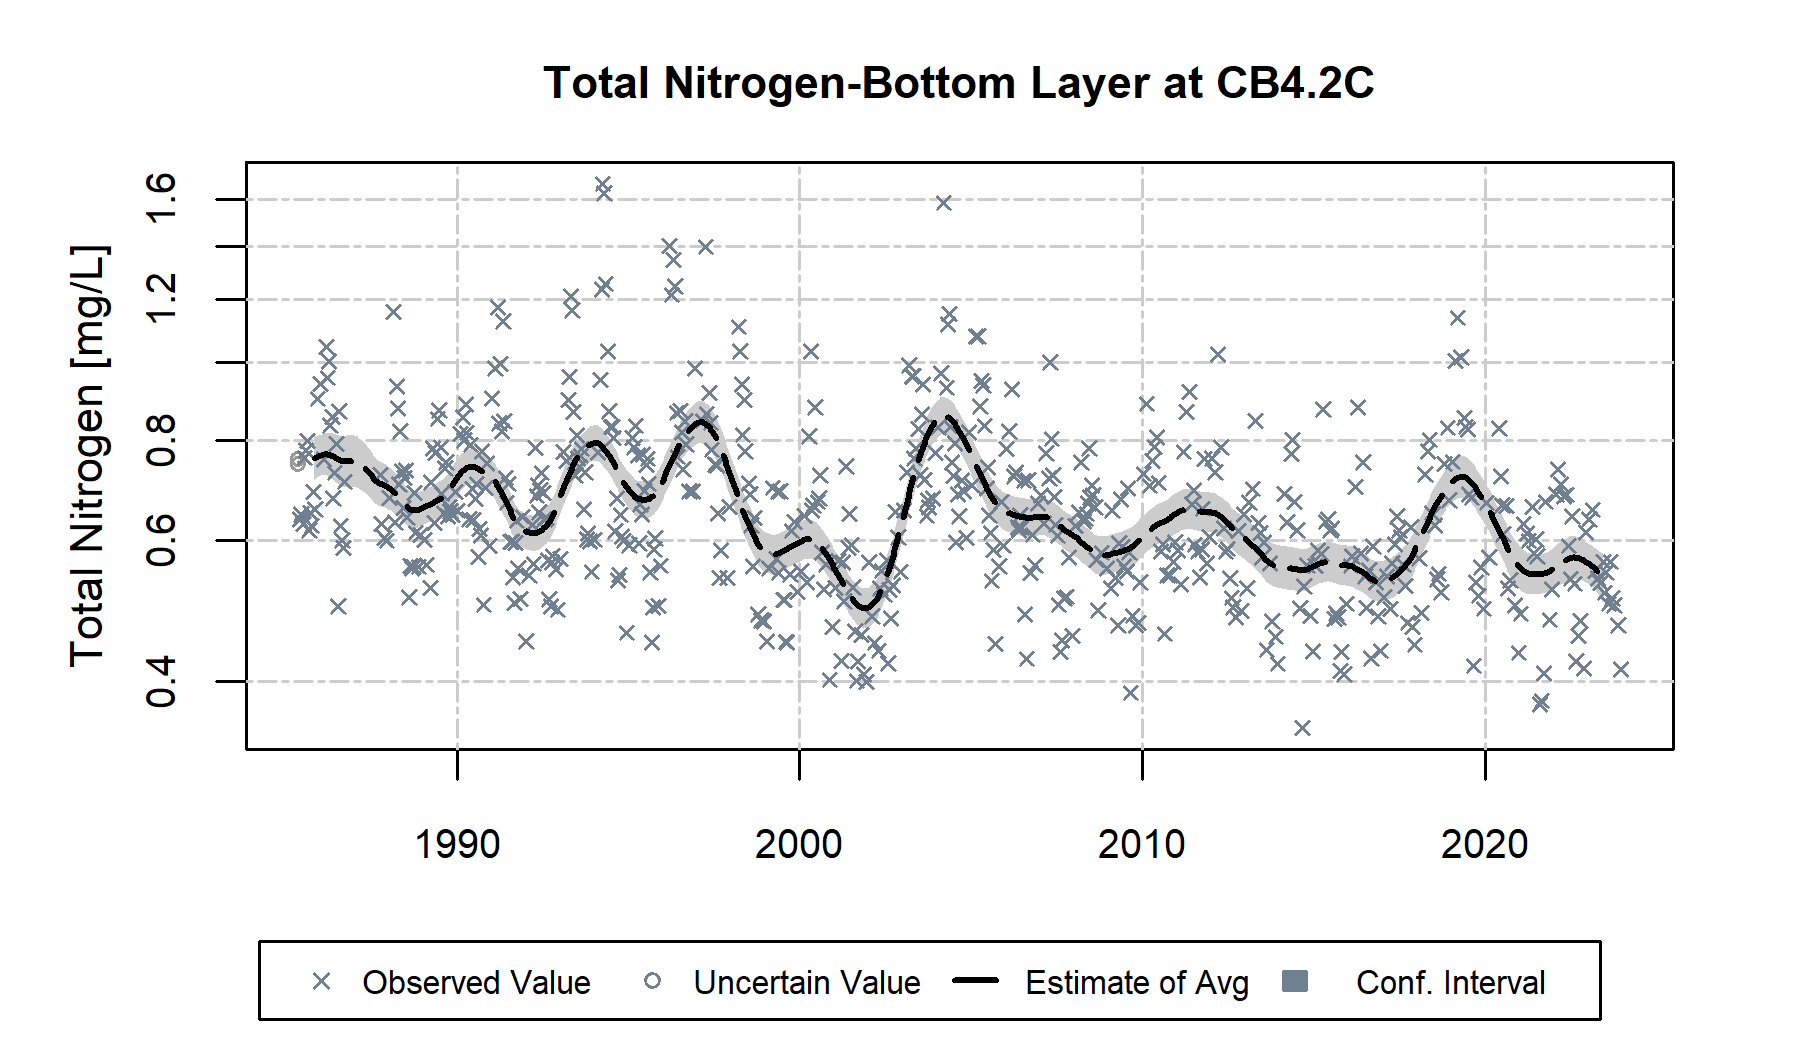 Total Nitrogen-Bottom Layer at CB4.2C
Total Nitrogen [mg/L]
1.6
1.2
0.8
0.6
0.4
1990 2000 2010 2020
Observed Value Uncertain Value Estimate of Avg Conf. Interval